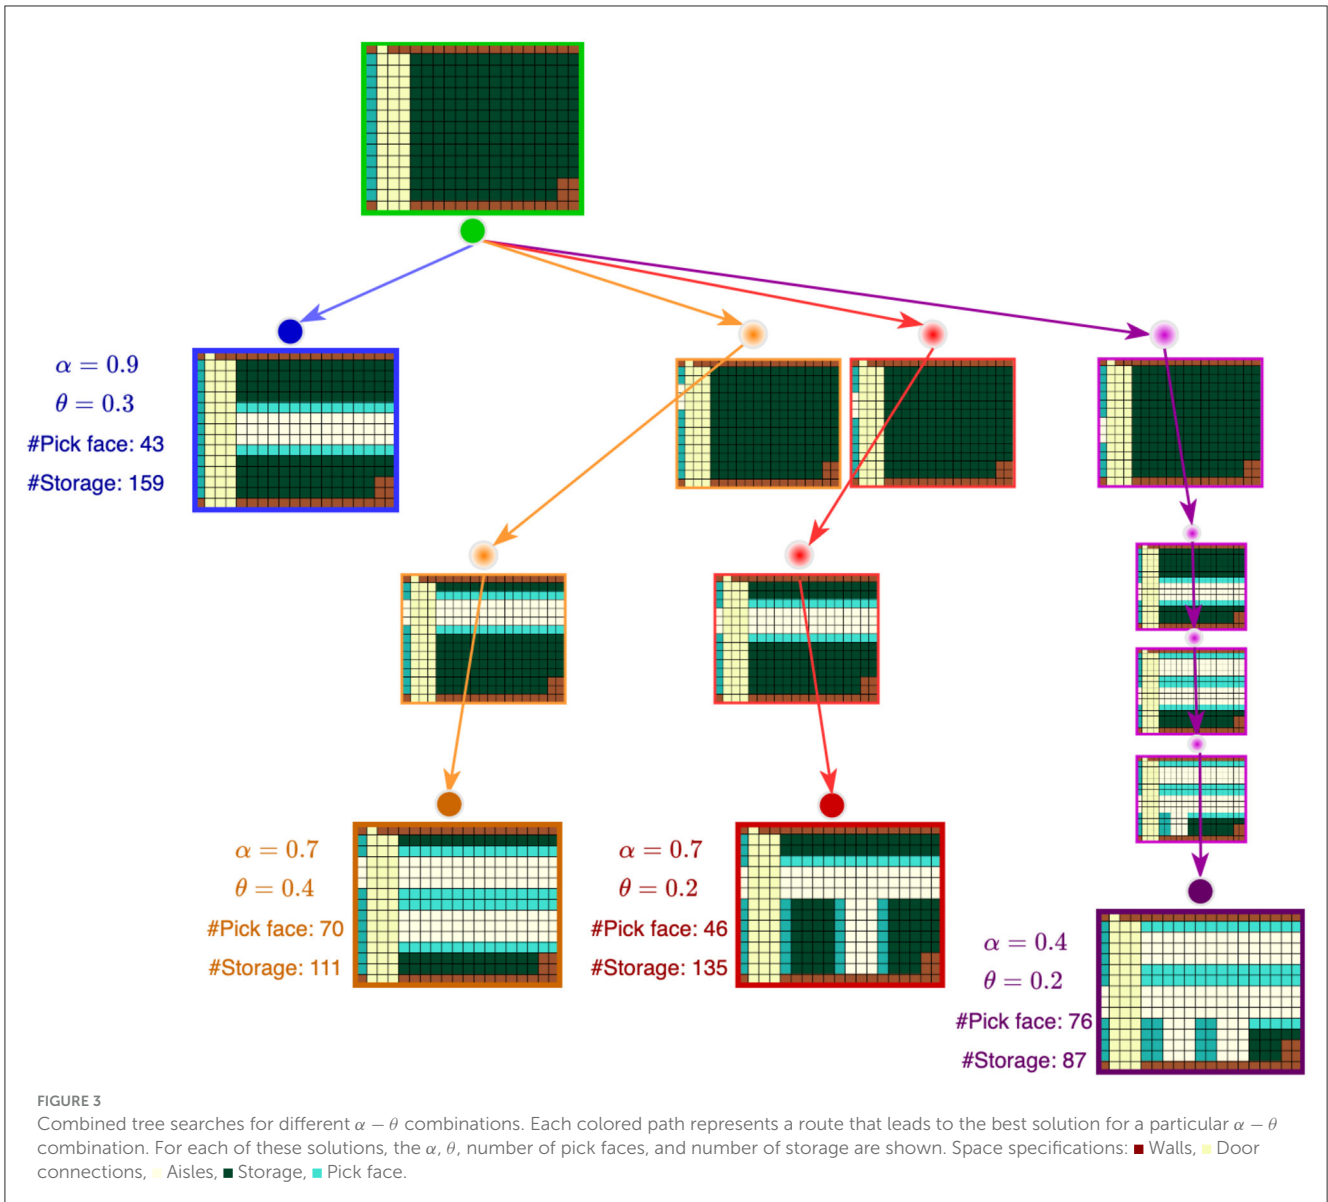 α = 0.9
θ = 0.3
#Pick face: 43
#Storage: 159
α = 0.7
θ = 0.4
#Pick face: 70
#Storage: 111
α = 0.7
θ = 0.2
#Pick face: 46
#Storage: 135
α = 0.4
θ = 0.2
#Pick face: 76
#Storage: 87
FIGURE 3
Combined tree searches for different α – θ combinations. Each colored path represents a route that leads to the best solution for a particular α – θ
combination. For each of these solutions, the α, θ, number of pick faces, and number of storage are shown. Space specifications: ■ Walls, ■ Door
connections, ■ Aisles, ■ Storage, ■ Pick face.